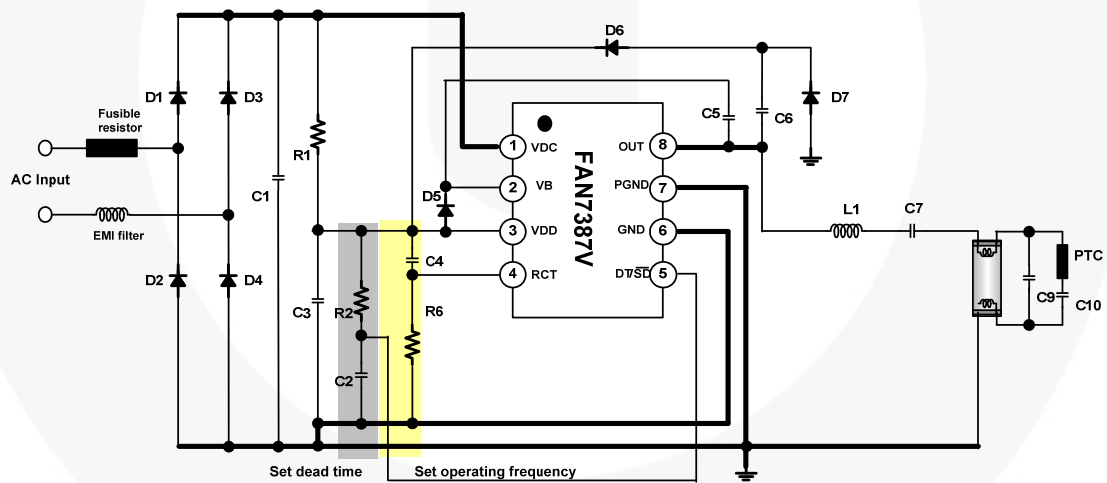 D6
D1
D3
Fusible
resistor
C5
C6
D7
R1
1
VDC
OUT
8
FAN7387V
AC Input
C1
2
VB
PGND
7
D5
L1
C7
EMI filter
3
VDD
GND
6
C4
PTC
D2
D4
4
RCT
DT/SD
5
C3
R2
R6
C9
C10
C2
Set dead time
Set operating frequency